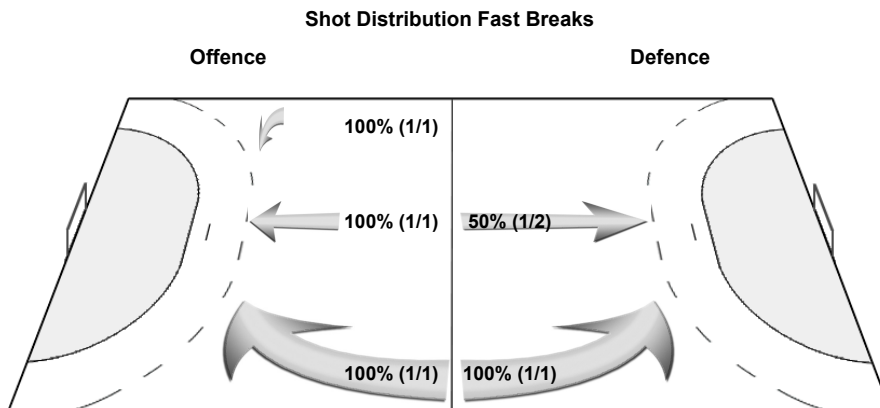 Shot Distribution Fast Breaks
Offence Defence
100% (1/1)
100% (1/1) 50% (1/2)
100% (1/1) 100% (1/1)